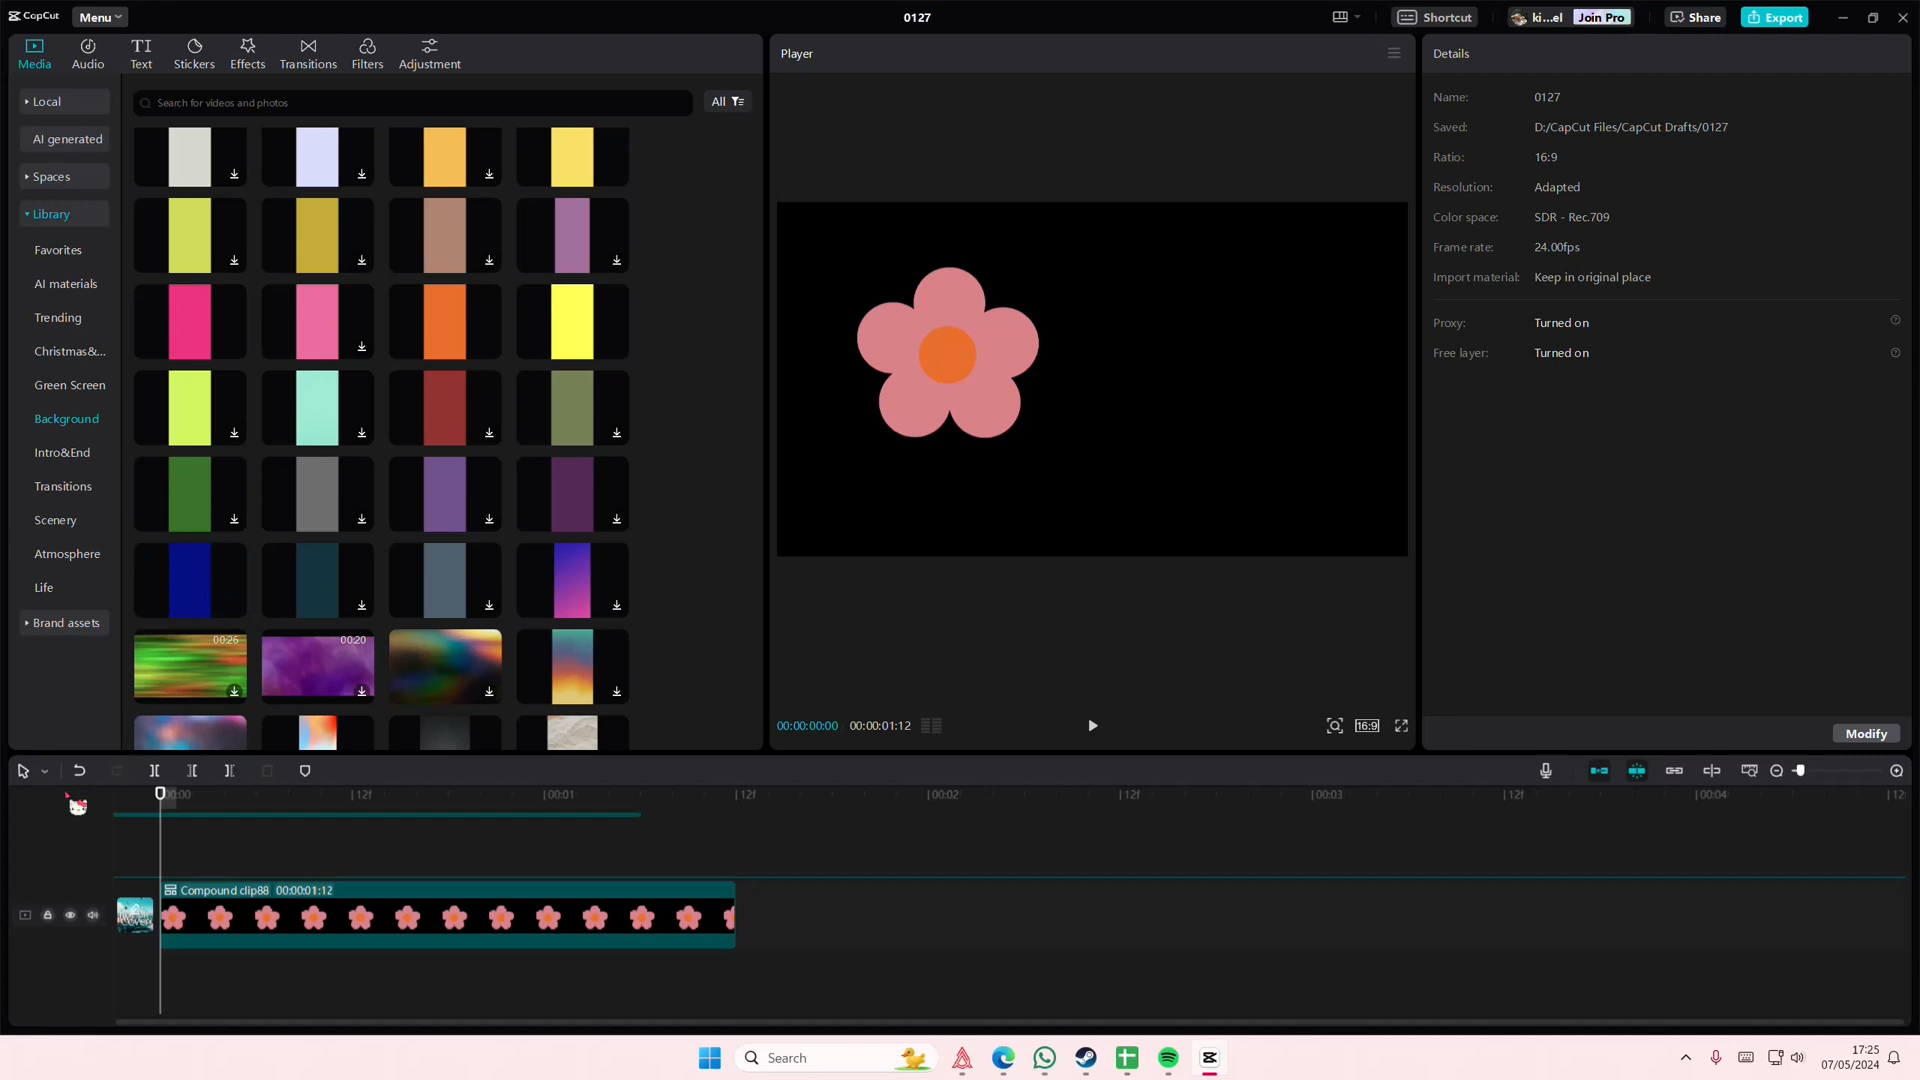 CapCut
Menu
0127
Shortcut
ki...el
Join Pro
Share
Export
Media
Audio
TI
Text
Stickers
Effects
Transitions
Filters
Adjustment
Player
Details
Local
AI generated
Spaces
Library
Favorites
AI materials
Trending
Christmas&...
Green Screen
Background
Intro&End
Transitions
Scenery
Atmosphere
Life
Brand assets
Search for videos and photos
All
00:26
00:20
00:00:00:00
00:00:01:12
16:9
Name: 0127
Saved: D:/CapCut Files/CapCut Drafts/0127
Ratio: 16:9
Resolution: Adapted
Color space: SDR - Rec.709
Frame rate: 24.00fps
Import material: Keep in original place
Proxy: Turned on
Free layer: Turned on
Modify
00:00
12f
00:01
12f
00:02
12f
00:03
12f
00:04
Compound clip88 00:00:01:12
Search
17:25
07/05/2024